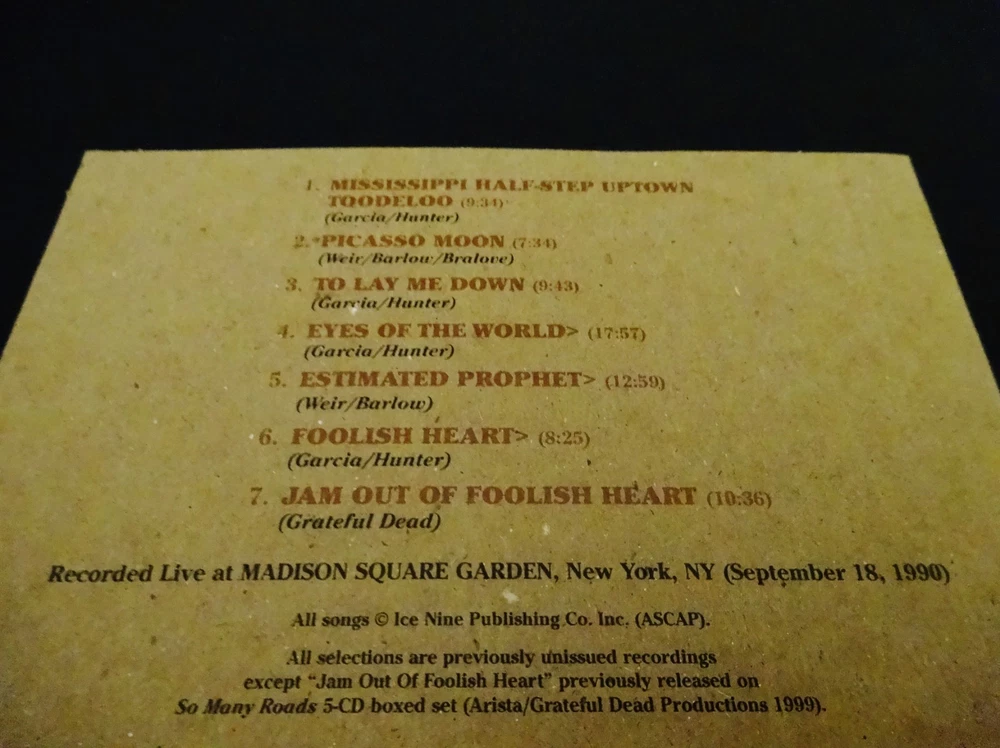 1. MISSISSIPPI HALF-STEP UPTOWN
TOODELOO (9:34)
(Garcia/Hunter)
2. *PICASSO MOON (7:34)
(Weir/Barlow/Bralove)
3. TO LAY ME DOWN (9:43)
(Garcia/Hunter)
4. EYES OF THE WORLD> (17:57)
(Garcia/Hunter)
5. ESTIMATED PROPHET> (12:59)
(Weir/Barlow)
6. FOOLISH HEART> (8:25)
(Garcia/Hunter)
7. JAM OUT OF FOOLISH HEART (10:36)
(Grateful Dead)
Recorded Live at MADISON SQUARE GARDEN, New York, NY (September 18, 1990)
All songs © Ice Nine Publishing Co. Inc. (ASCAP).
All selections are previously unissued recordings
except “Jam Out Of Foolish Heart” previously released on
So Many Roads 5-CD boxed set (Arista/Grateful Dead Productions 1999).